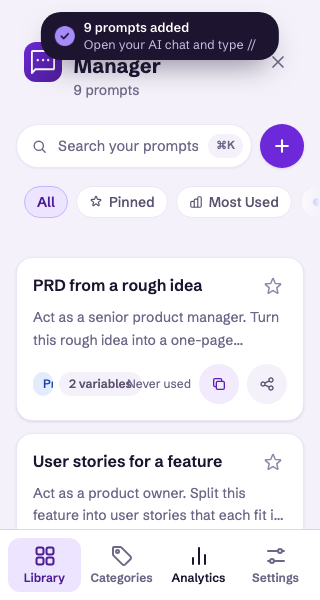 9 prompts added
Open your AI chat and type //
Manager
9 prompts
Search your prompts
⌘K
All
Pinned
Most Used
PRD from a rough idea
Act as a senior product manager. Turn
this rough idea into a one-page…
2 variables
Never used
User stories for a feature
Act as a product owner. Split this
feature into user stories that each fit i…
Library
Categories
Analytics
Settings